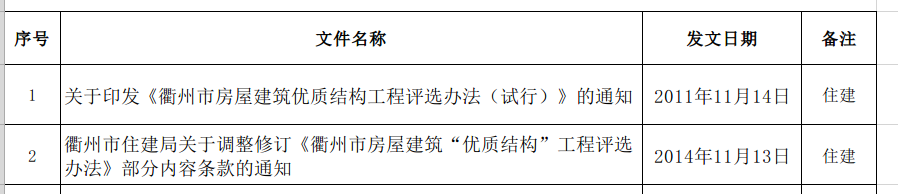 序号 文件名称 发文日期 备注
1 关于印发《衢州市房屋建筑优质结构工程评选办法（试行）》的通知 2011年11月14日 住建
2 衢州市住建局关于调整修订《衢州市房屋建筑“优质结构”工程评选
办法》部分内容条款的通知 2014年11月13日 住建